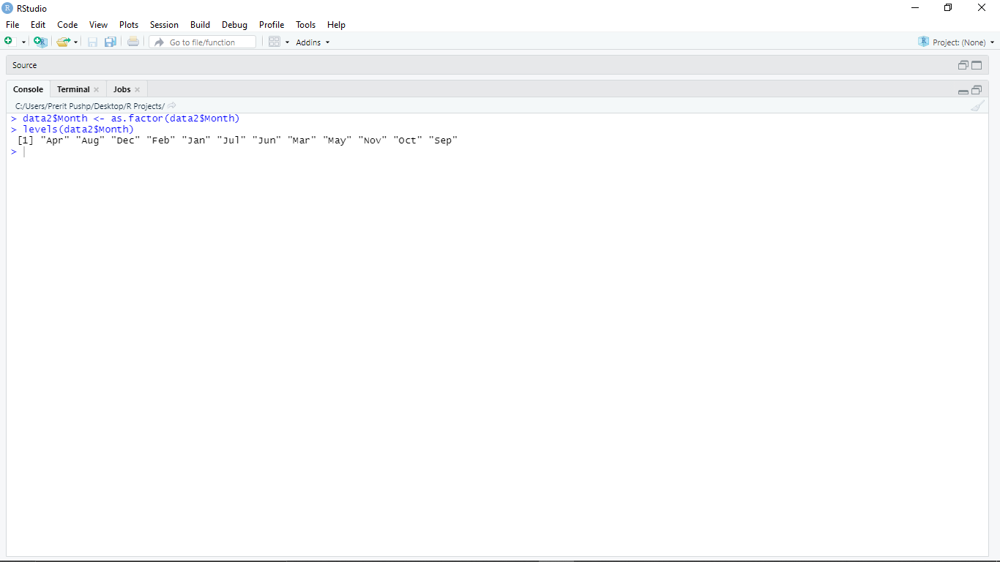 RStudio
File Edit Code View Plots Session Build Debug Profile Tools Help
Go to file/function Addins Project: (None)
Source
Console Terminal Jobs
C:/Users/Prerit Pushp/Desktop/R Projects/
> data2$Month <- as.factor(data2$Month)
> levels(data2$Month)
[1] "Apr" "Aug" "Dec" "Feb" "Jan" "Jul" "Jun" "Mar" "May" "Nov" "Oct" "Sep"
>